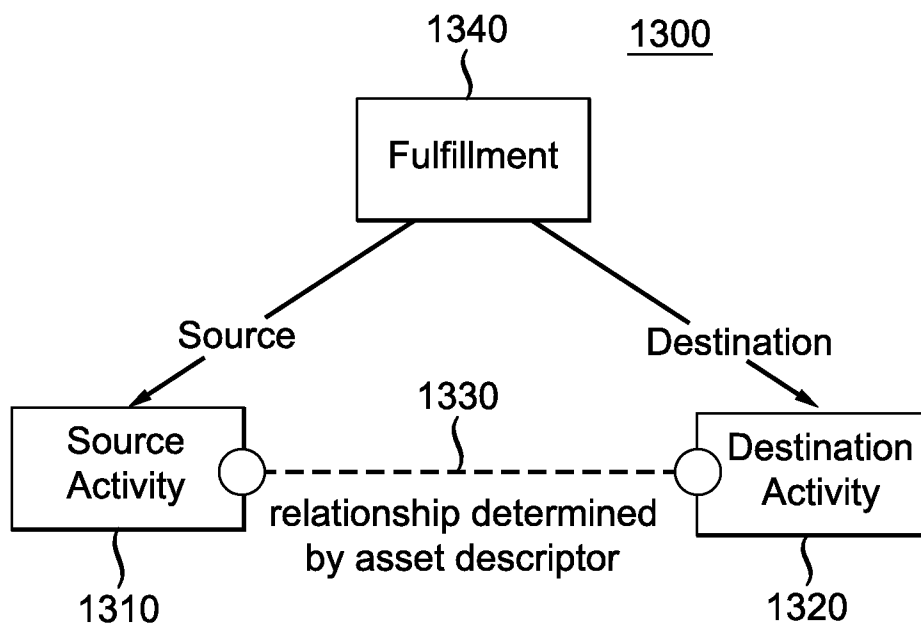 1340
1300
Fulfillment
Source
Destination
1330
Source
Activity
Destination
Activity
relationship determined
by asset descriptor
1310
1320